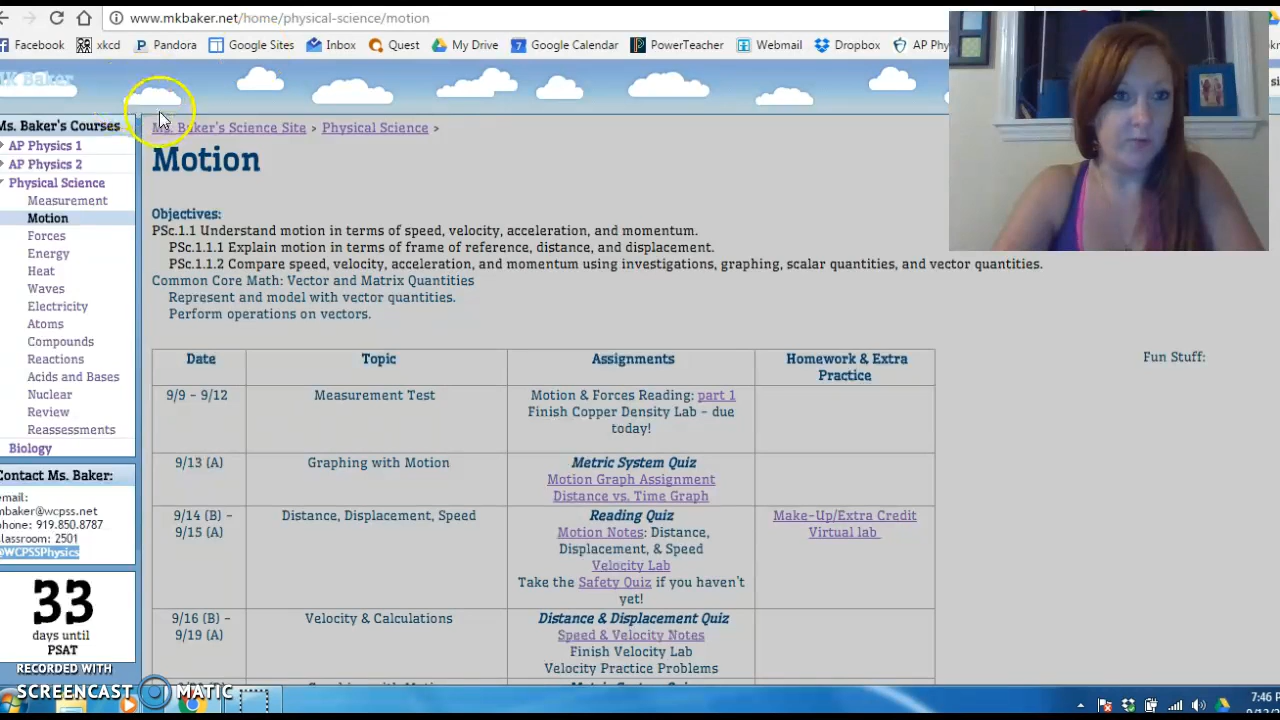 www.mkbaker.net/home/physical-science/motion
Facebook xkcd Pandora Google Sites Inbox Quest My Drive Google Calendar PowerTeacher Webmail Dropbox AP Ph
MK Baker
Ms. Baker's Courses
AP Physics 1
AP Physics 2
Physical Science
Measurement
Motion
Forces
Energy
Heat
Waves
Electricity
Atoms
Compounds
Reactions
Acids and Bases
Nuclear
Review
Reassessments
Biology
Contact Ms. Baker:
email:
mbaker@wcpss.net
phone: 919.850.8787
classroom: 2501
@WCPSSPhysics
33
days until
PSAT
Ms. Baker's Science Site > Physical Science >
Motion
Objectives:
PSc.1.1 Understand motion in terms of speed, velocity, acceleration, and momentum.
PSc.1.1.1 Explain motion in terms of frame of reference, distance, and displacement.
PSc.1.1.2 Compare speed, velocity, acceleration, and momentum using investigations, graphing, scalar quantities, and vector quantities.
Common Core Math: Vector and Matrix Quantities
Represent and model with vector quantities.
Perform operations on vectors.
Date Topic Assignments Homework & Extra
Practice
9/9 - 9/12 Measurement Test Motion & Forces Reading: part 1
Finish Copper Density Lab - due
today!
9/13 (A) Graphing with Motion Metric System Quiz
Motion Graph Assignment
Distance vs. Time Graph
9/14 (B) - Distance, Displacement, Speed Reading Quiz Make-Up/Extra Credit
9/15 (A) Motion Notes: Distance, Virtual lab
Displacement, & Speed
Velocity Lab
Take the Safety Quiz if you haven't
yet!
9/16 (B) - Velocity & Calculations Distance & Displacement Quiz
9/19 (A) Speed & Velocity Notes
Finish Velocity Lab
Velocity Practice Problems
Fun Stuff:
RECORDED WITH
SCREENCAST MATIC
7:46 P